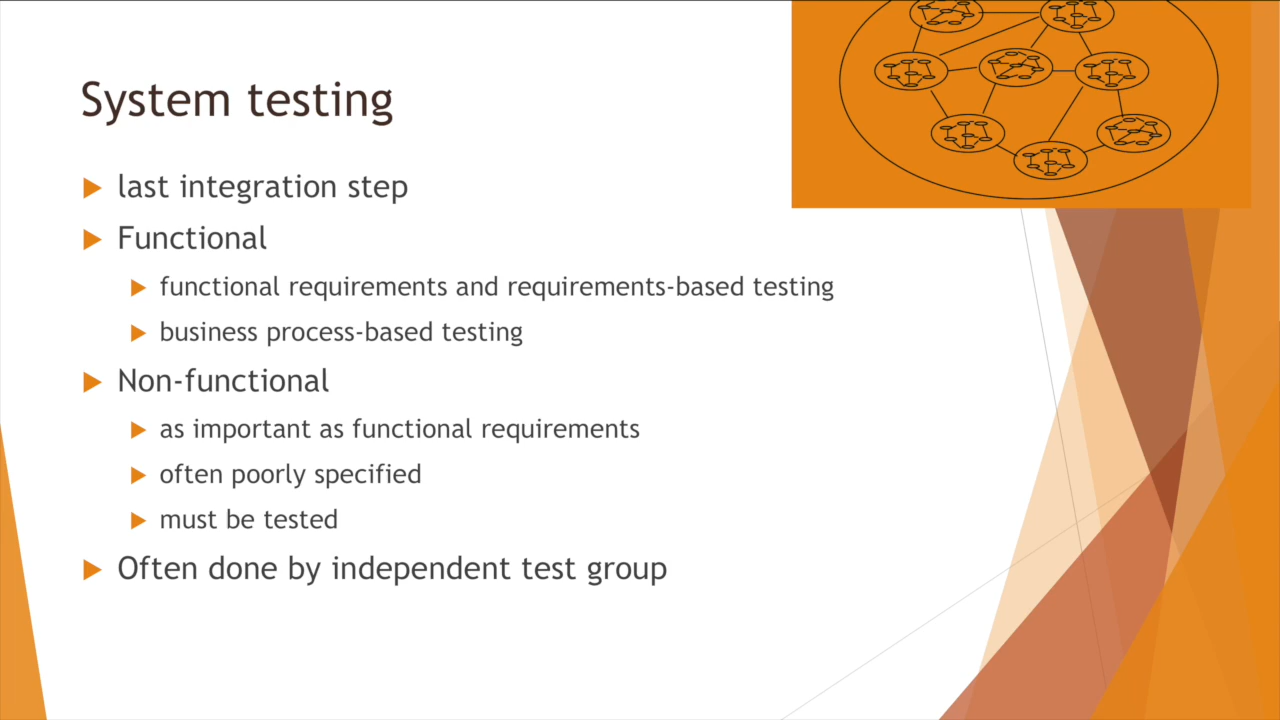 System testing
last integration step
Functional
functional requirements and requirements-based testing
business process-based testing
Non-functional
as important as functional requirements
often poorly specified
must be tested
Often done by independent test group